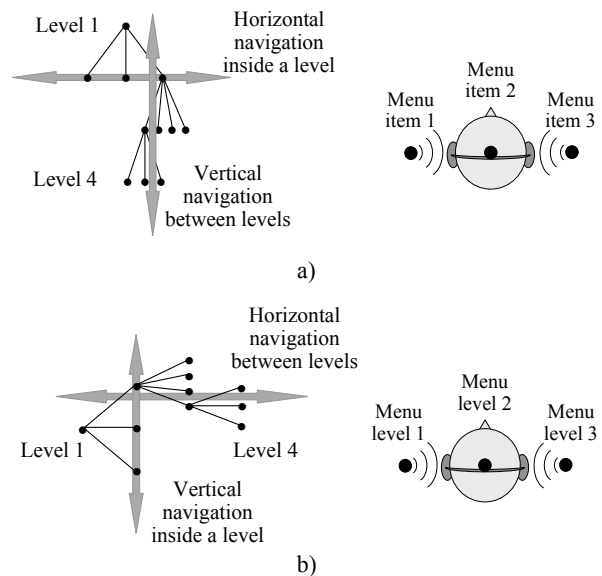 Level 1
Horizontal
navigation
inside a level
Level 4
Vertical
navigation
between levels
Menu
item 1
Menu
item 2
Menu
item 3
a)
Horizontal
navigation
between levels
Level 1
Level 4
Vertical
navigation
inside a level
Menu
level 1
Menu
level 2
Menu
level 3
b)